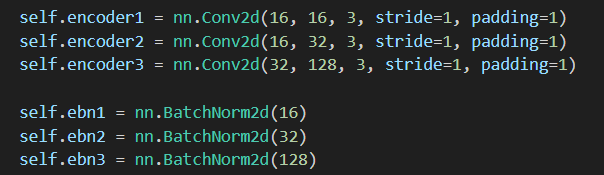 self.encoder1 = nn.Conv2d(16, 16, 3, stride=1, padding=1)
self.encoder2 = nn.Conv2d(16, 32, 3, stride=1, padding=1)
self.encoder3 = nn.Conv2d(32, 128, 3, stride=1, padding=1)
self.ebn1 = nn.BatchNorm2d(16)
self.ebn2 = nn.BatchNorm2d(32)
self.ebn3 = nn.BatchNorm2d(128)